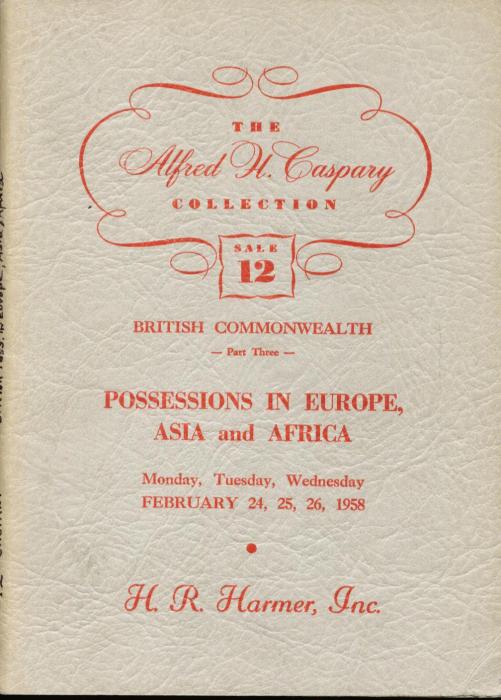 THE
Alfred H. Caspary
COLLECTION
SALE
12
BRITISH COMMONWEALTH
— Part Three —
POSSESSIONS IN EUROPE,
ASIA and AFRICA
Monday, Tuesday, Wednesday
FEBRUARY 24, 25, 26, 1958
H. R. Harmer, Inc.